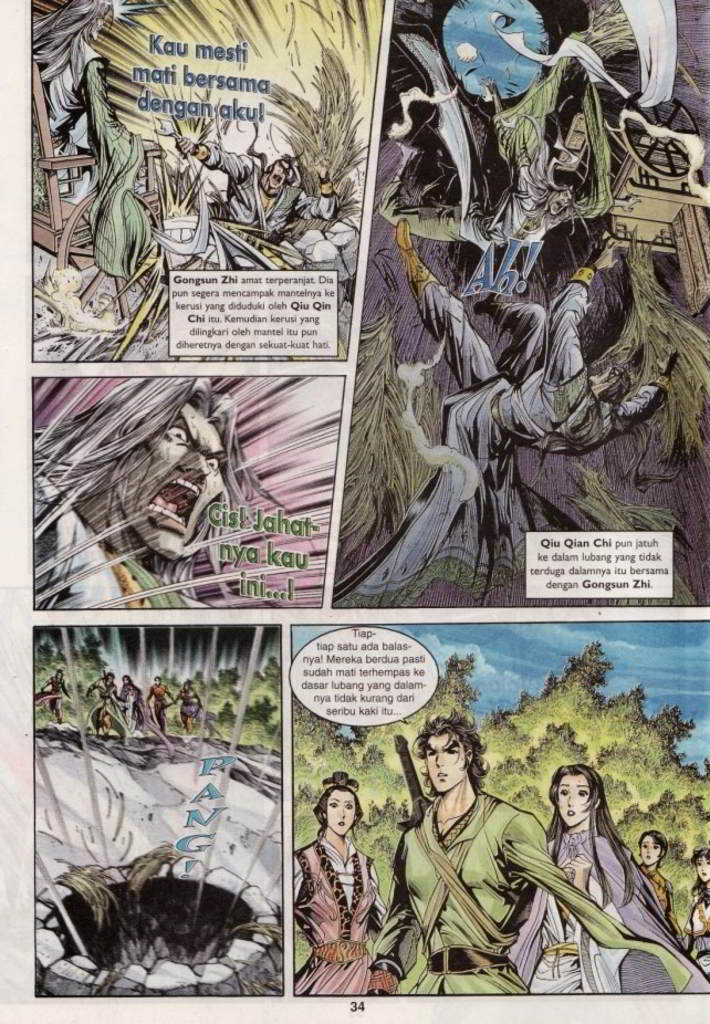 Kau mesti
mati bersama
dengan aku!
Gongsun Zhi amat terperanjat. Dia
pun segera mencampak mantelnya ke
kerusi yang diduduki oleh Qiu Qin
Chi itu. Kemudian kerusi yang
dilingkari oleh mantel itu pun
diheretnya dengan sekuat-kuat hati.
Ah!
Qiu Qian Chi pun jatuh
ke dalam lubang yang tidak
terduga dalamnya itu bersama
dengan Gongsun Zhi.
Cis! Jahat-
nya kau
ini...!
PANG!
Tiap-
tiap satu ada balas-
nya! Mereka berdua pasti
sudah mati terhempas ke
dasar lubang yang dalam-
nya tidak kurang dari
seribu kaki itu...
34